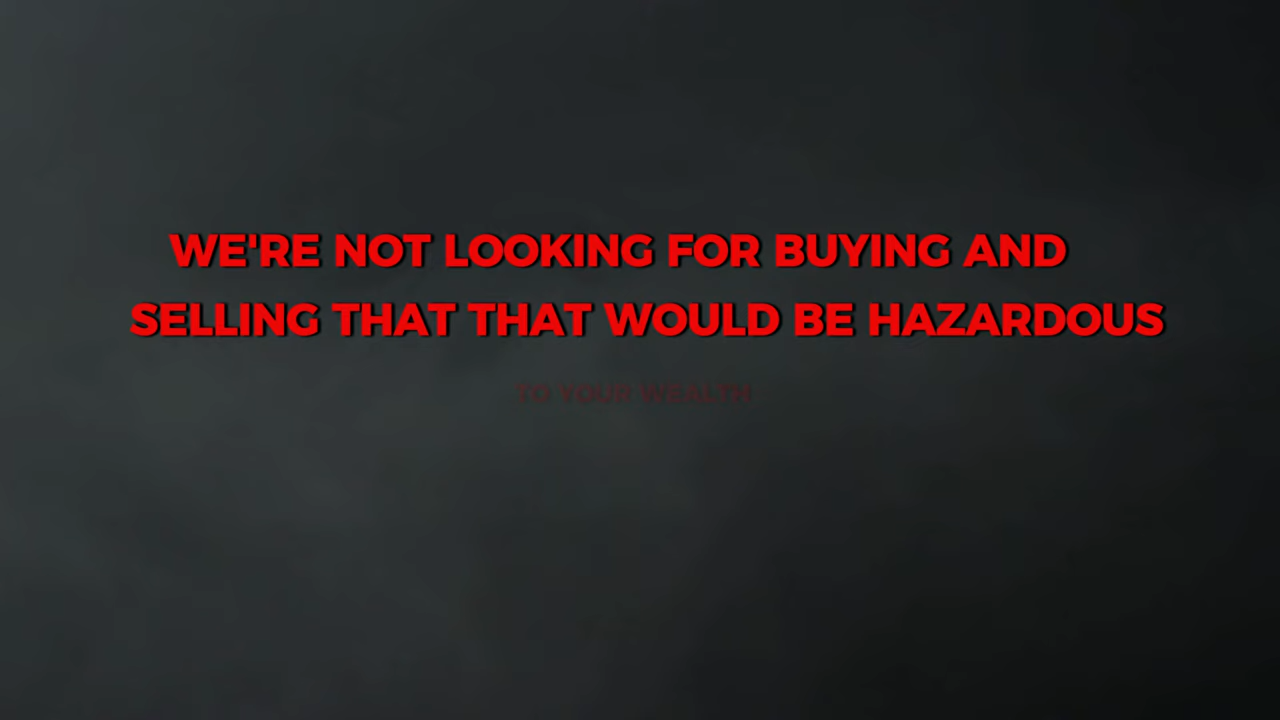 WE'RE NOT LOOKING FOR BUYING AND
SELLING THAT THAT WOULD BE HAZARDOUS
TO YOUR WEALTH